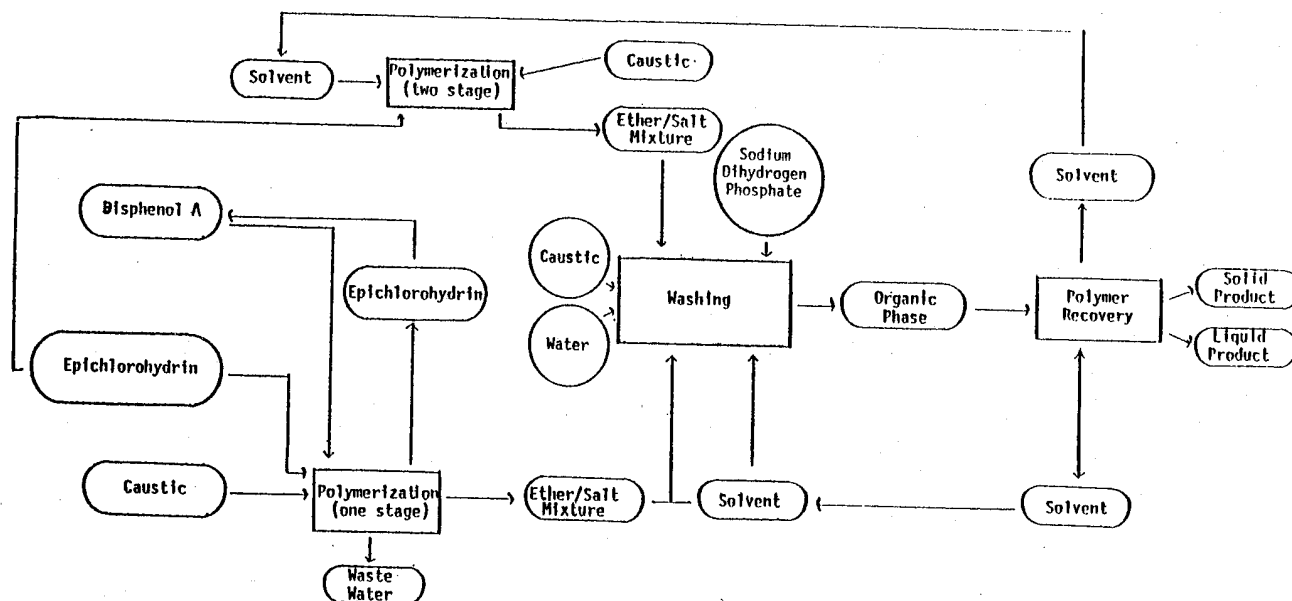 Solvent
Polymerization
(two stage)
Caustic
Ether/Salt
Mixture
Sodium
Dihydrogen
Phosphate
Solvent
Bisphenol A
Caustic
Epichlorohydrin
Washing
Organic
Phase
Polymer
Recovery
Solid
Product
Water
Liquid
Product
Epichlorohydrin
Caustic
Polymerization
(one stage)
Ether/Salt
Mixture
Solvent
Solvent
Waste
Water